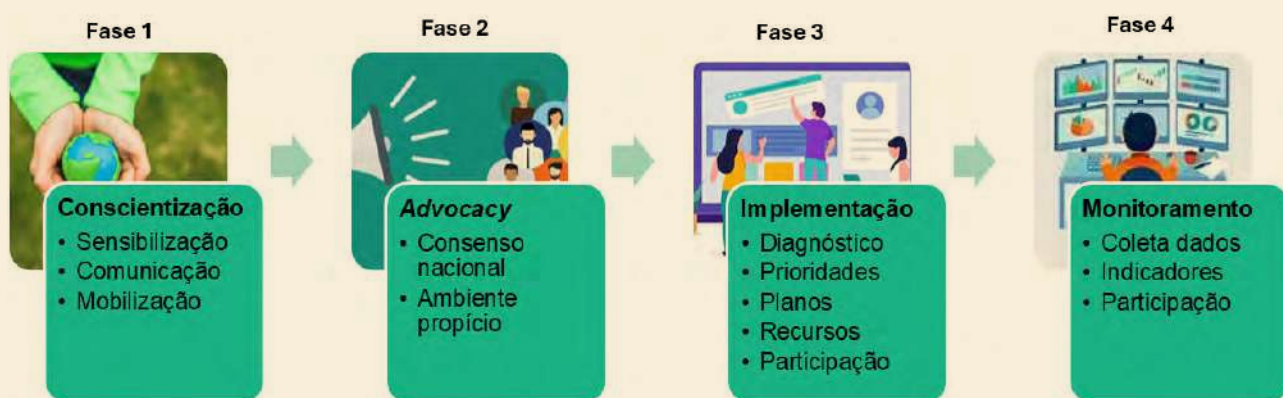 Fase 1
Conscientização
• Sensibilização
• Comunicação
• Mobilização
Fase 2
Advocacy
• Consenso
nacional
• Ambiente
propício
Fase 3
Implementação
• Diagnóstico
• Prioridades
• Planos
• Recursos
• Participação
Fase 4
Monitoramento
• Coleta dados
• Indicadores
• Participação